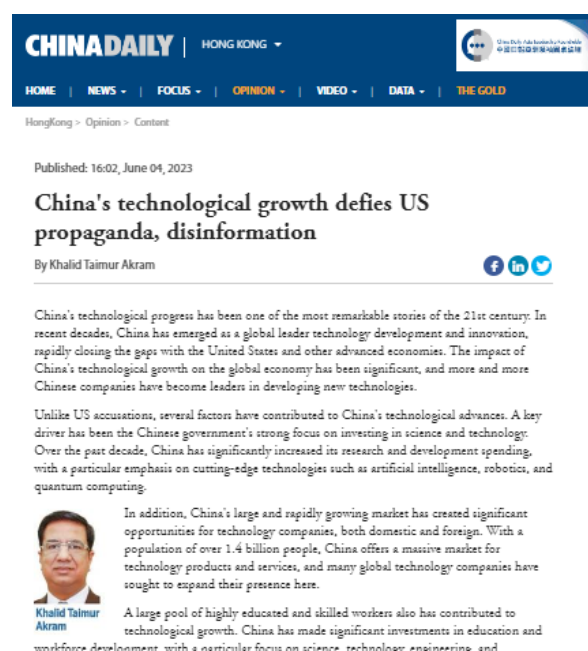 CHINADAILY | HONG KONG
HOME | NEWS | FOCUS | OPINION | VIDEO | DATA | THE GOLD
HongKong > Opinion > Content
Published: 16:02, June 04, 2023
China's technological growth defies US
propaganda, disinformation
By Khalid Taimur Akram
China's technological progress has been one of the most remarkable stories of the 21st century. In
recent decades, China has emerged as a global leader technology development and innovation,
rapidly closing the gaps with the United States and other advanced economies. The impact of
China's technological growth on the global economy has been significant, and more and more
Chinese companies have become leaders in developing new technologies.
Unlike US accusations, several factors have contributed to China's technological advances. A key
driver has been the Chinese government's strong focus on investing in science and technology.
Over the past decade, China has significantly increased its research and development spending,
with a particular emphasis on cutting-edge technologies such as artificial intelligence, robotics, and
quantum computing.
In addition, China's large and rapidly growing market has created significant
opportunities for technology companies, both domestic and foreign. With a
population of over 1.4 billion people, China offers a massive market for
technology products and services, and many global technology companies have
sought to expand their presence here.
Khalid Taimur
Akram
A large pool of highly educated and skilled workers also has contributed to
technological growth. China has made significant investments in education and
workforce development, with a particular focus on science, technology, engineering, and